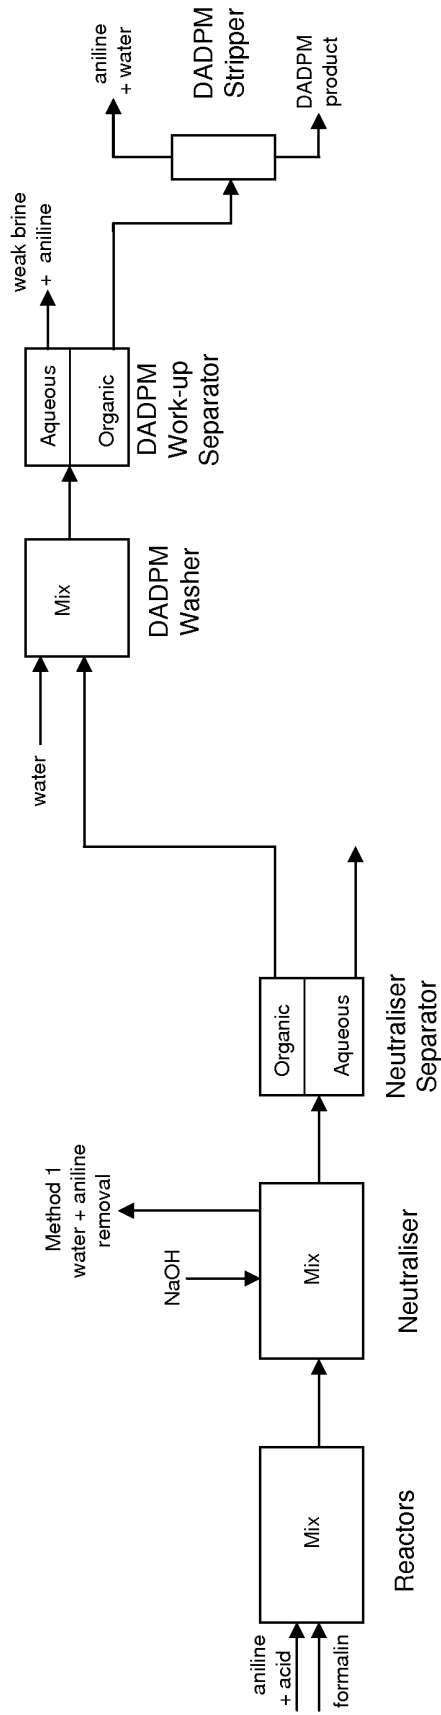 aniline
+ acid
formalin
Mix
Reactors
NaOH
Method 1
water + aniline
removal
Mix
Neutraliser
Organic
Aqueous
Neutraliser
Separator
water
Mix
DADPM
Washer
weak brine
+ aniline
Aqueous
Organic
DADPM
Work-up
Separator
aniline
+ water
DADPM
Stripper
DADPM
product